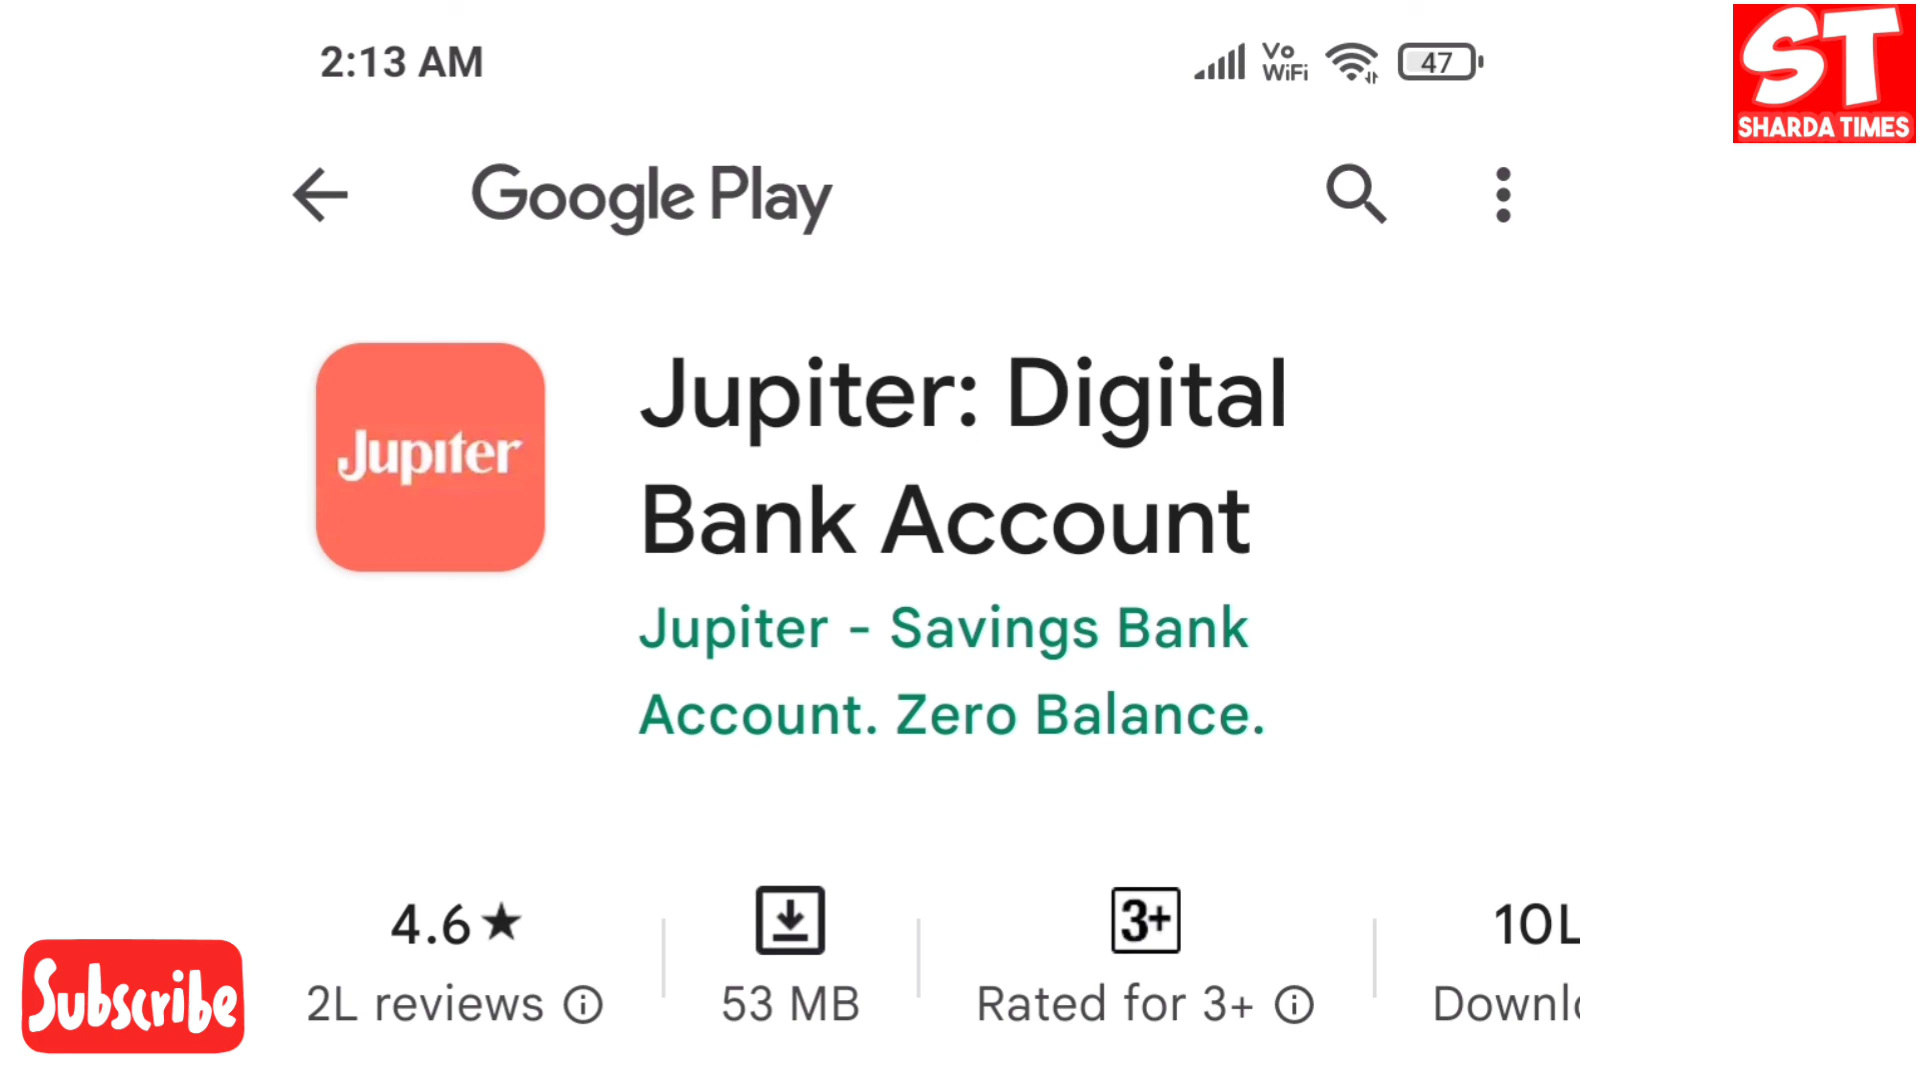 2:13 AM
Vo
WiFi
47
ST
SHARDA TIMES
Google Play
Jupiter
Jupiter: Digital
Bank Account
Jupiter - Savings Bank
Account. Zero Balance.
4.6★
3+
10L
2L reviews
53 MB
Rated for 3+
Downlo
Subscribe